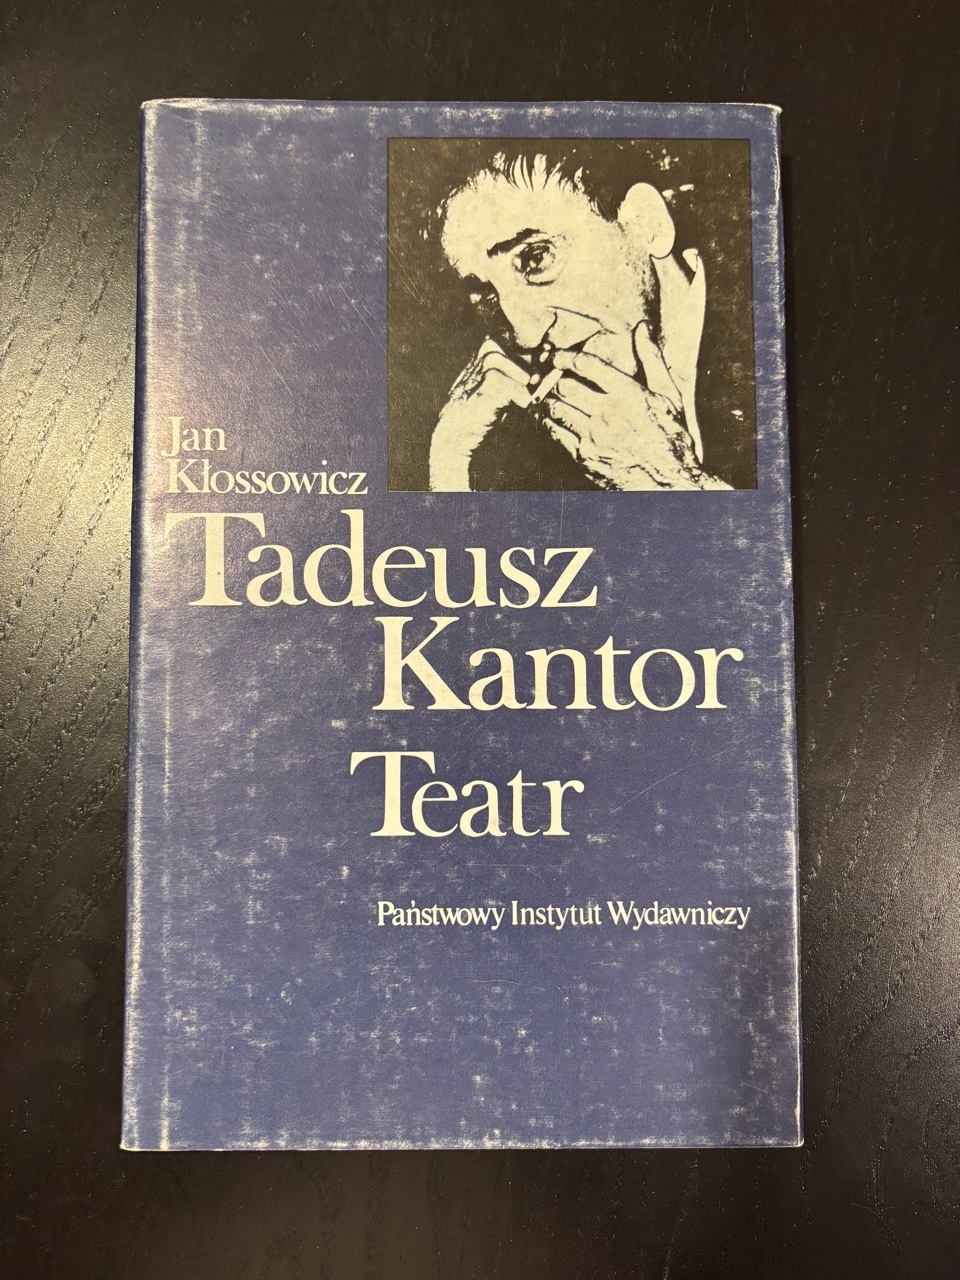 Jan
Kłossowicz
Tadeusz
Kantor
Teatr
Państwowy Instytut Wydawniczy